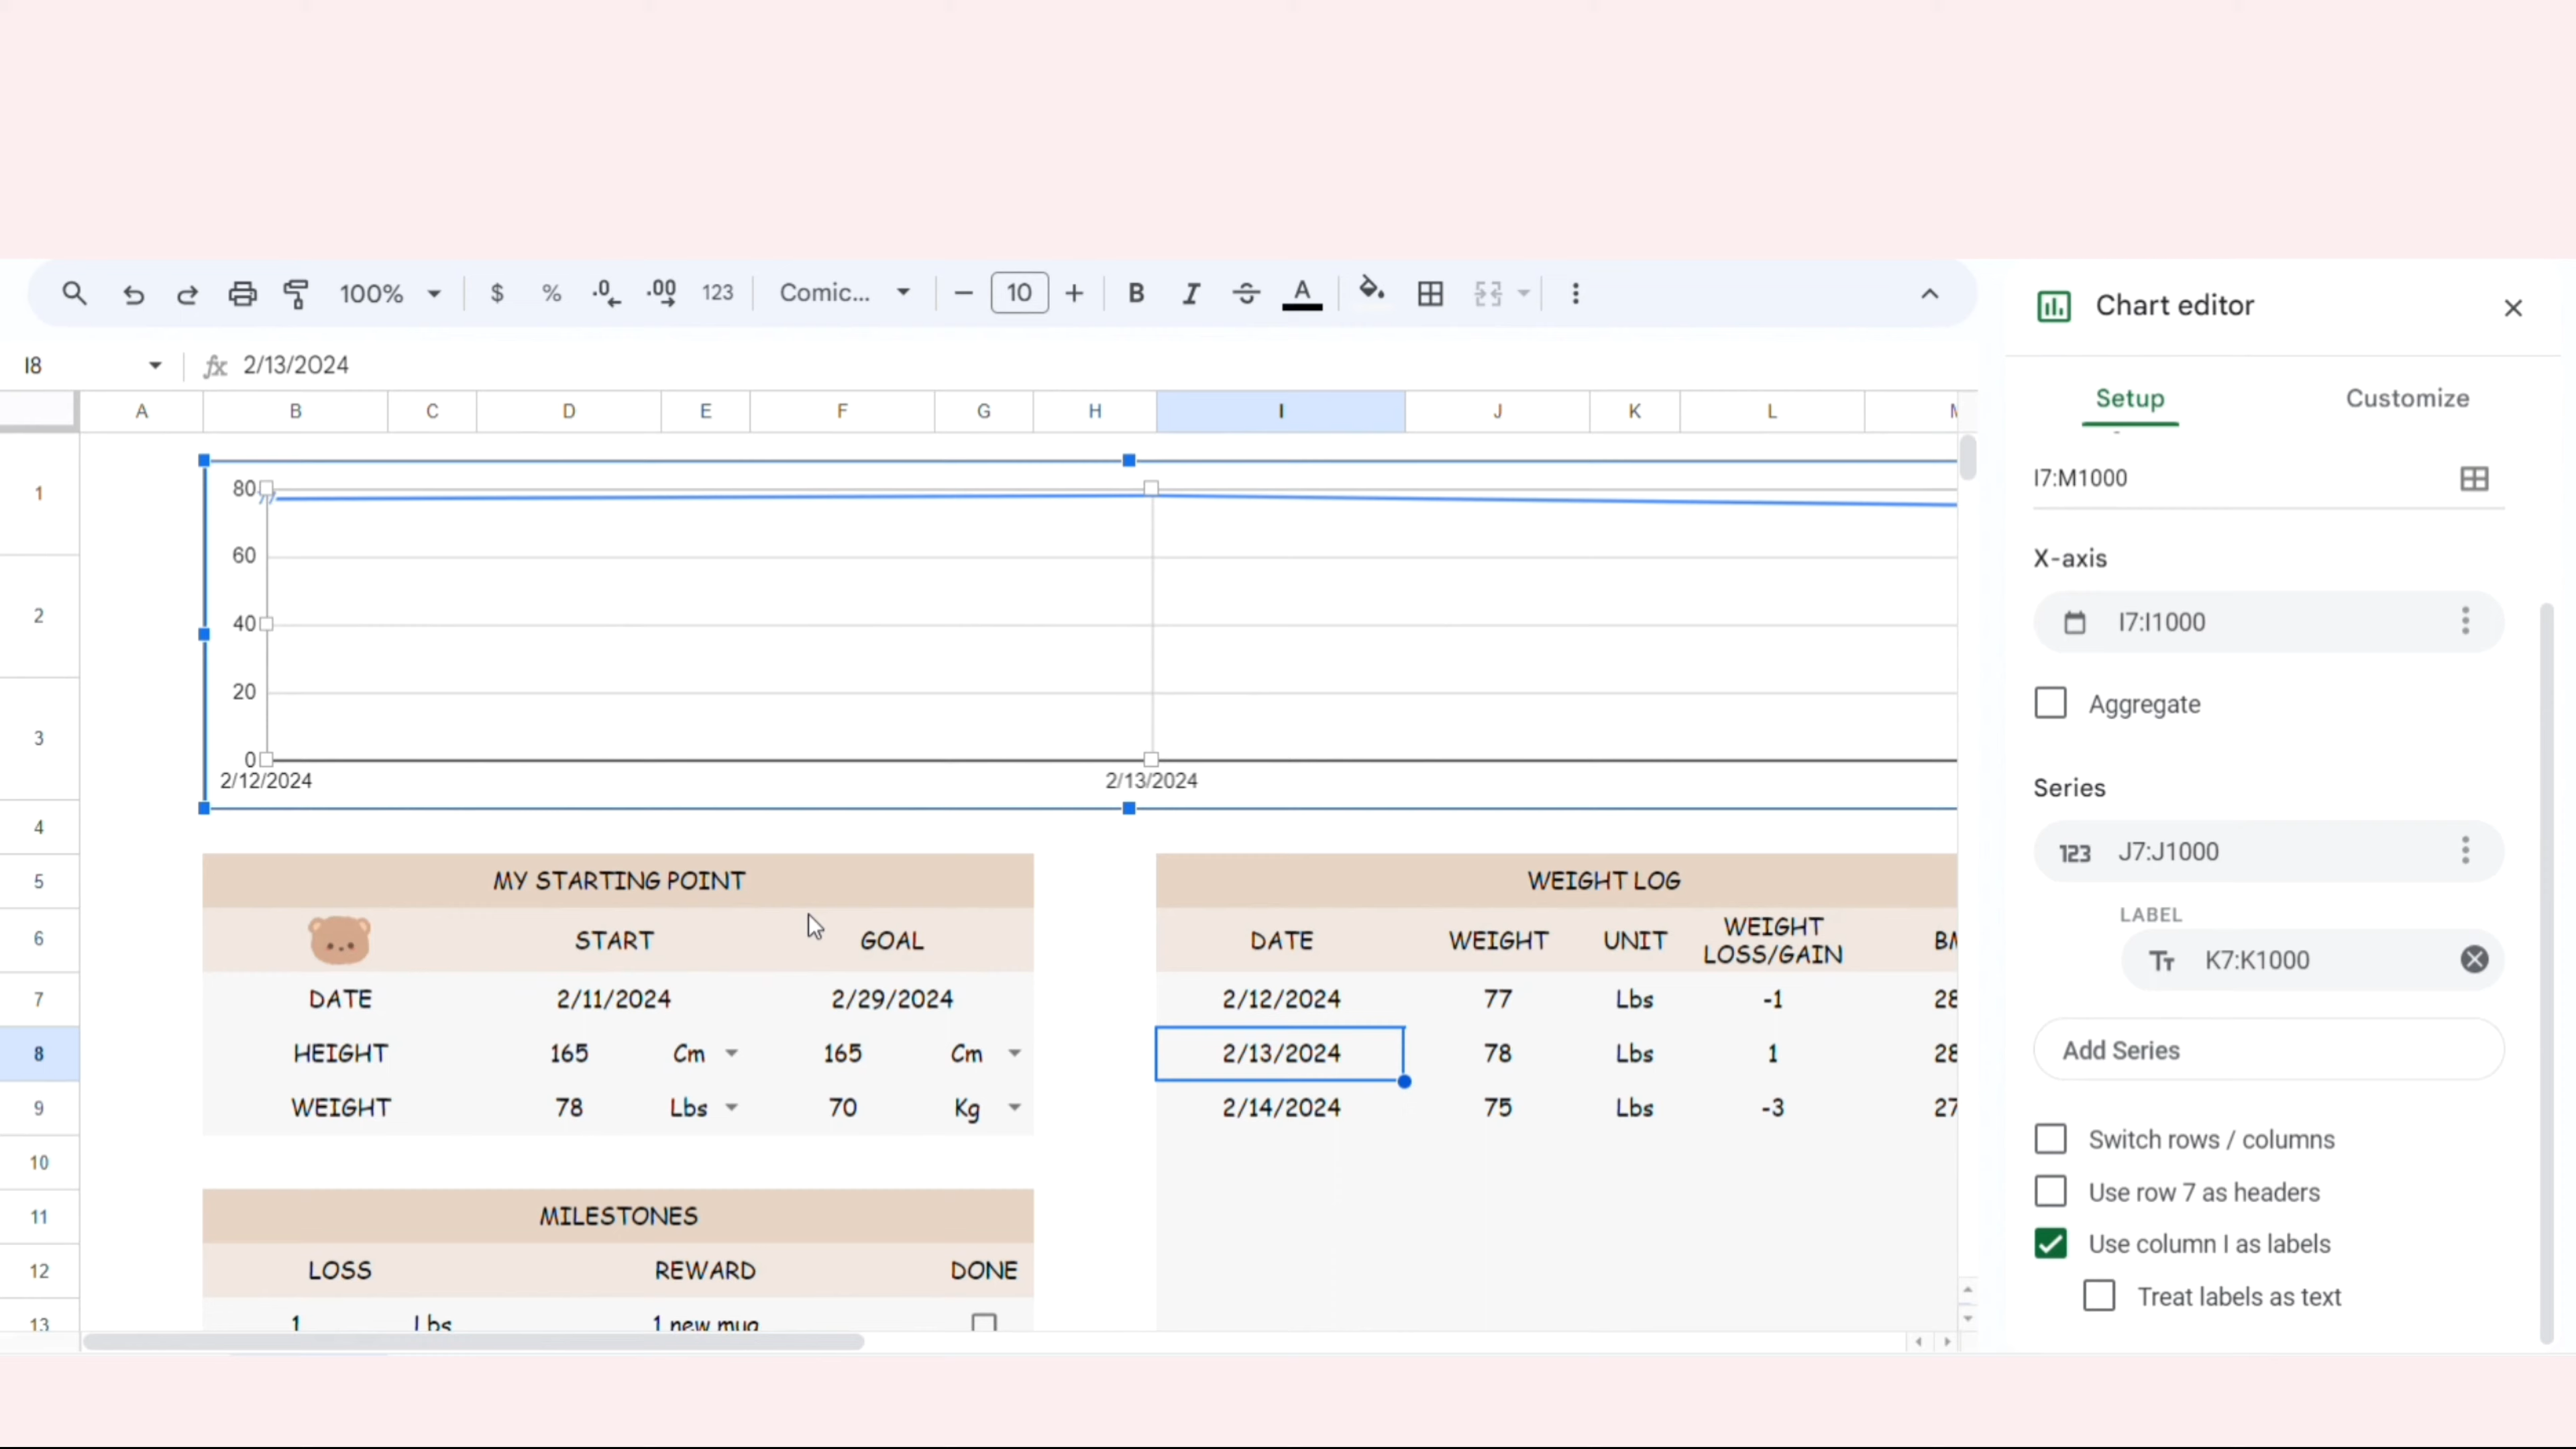 100%
$
%
.0
.00
123
Comic...
10
B
I
A
I8
fx
2/13/2024
A B C D E F G H I J K L
1
2
3
4
5
6
7
8
9
10
11
12
13
80
60
40
20
0
2/12/2024
2/13/2024
MY STARTING POINT
START GOAL
DATE 2/11/2024 2/29/2024
HEIGHT 165 Cm 165 Cm
WEIGHT 78 Lbs 70 Kg
MILESTONES
LOSS REWARD DONE
1 Lbs 1 new mug
WEIGHT LOG
DATE WEIGHT UNIT WEIGHT
LOSS/GAIN
2/12/2024 77 Lbs -1 28
2/13/2024 78 Lbs 1 28
2/14/2024 75 Lbs -3 27
Chart editor
Setup Customize
I7:M1000
X-axis
I7:I1000
Aggregate
Series
123 J7:J1000
LABEL
Tт K7:K1000
Add Series
Switch rows / columns
Use row 7 as headers
Use column I as labels
Treat labels as text